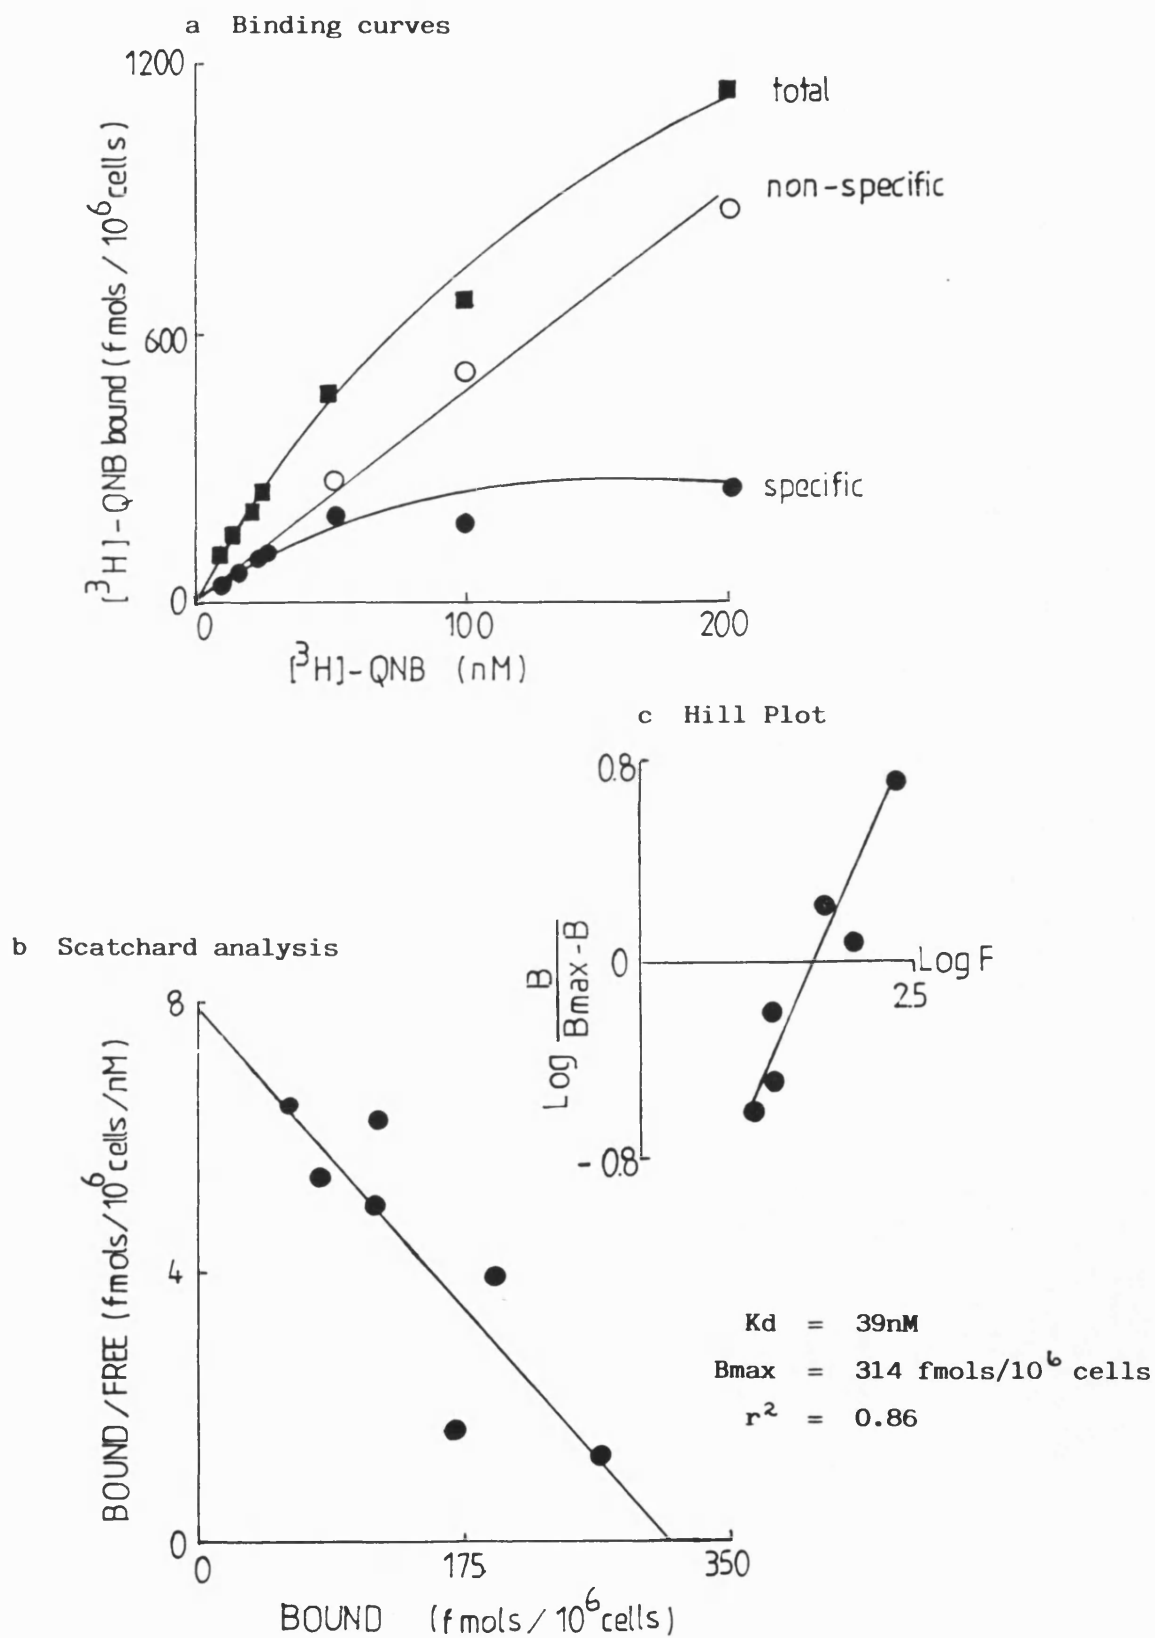 a Binding curves
1200
total
non-specific
600
specific
0
0
100
200
[³H]-QNB bound (fmols / 10⁶ cells)
[³H]-QNB (nM)
c Hill Plot
0.8
0
-0.8
Log B / Bmax-B
Log F
2.5
b Scatchard analysis
8
4
0
0
175
350
BOUND / FREE (fmols / 10⁶ cells / nM)
BOUND (fmols / 10⁶ cells)
Kd = 39nM
Bmax = 314 fmols/10⁶ cells
r² = 0.86